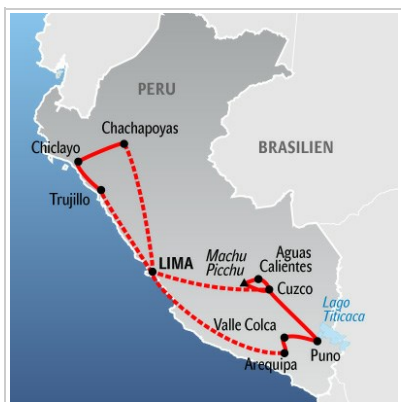 PERU
Chachapoyas
BRASILIEN
Chiclayo
Trujillo
LIMA
Machu
Picchu
Aguas
Calientes
Cuzco
Lago
Titicaca
Valle Colca
Puno
Arequipa